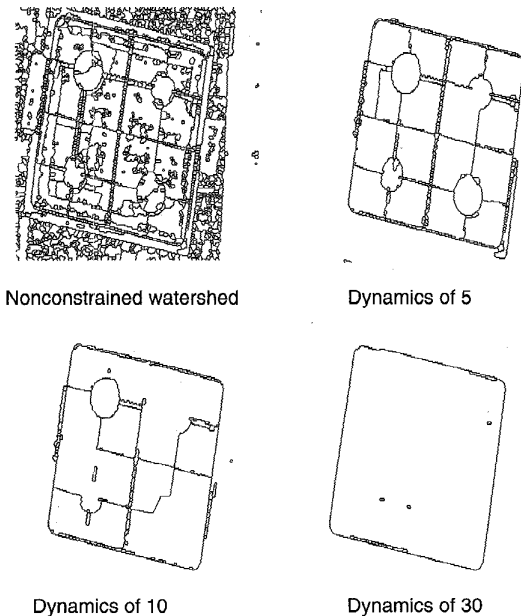 Nonconstrained watershed
Dynamics of 5
Dynamics of 10
Dynamics of 30